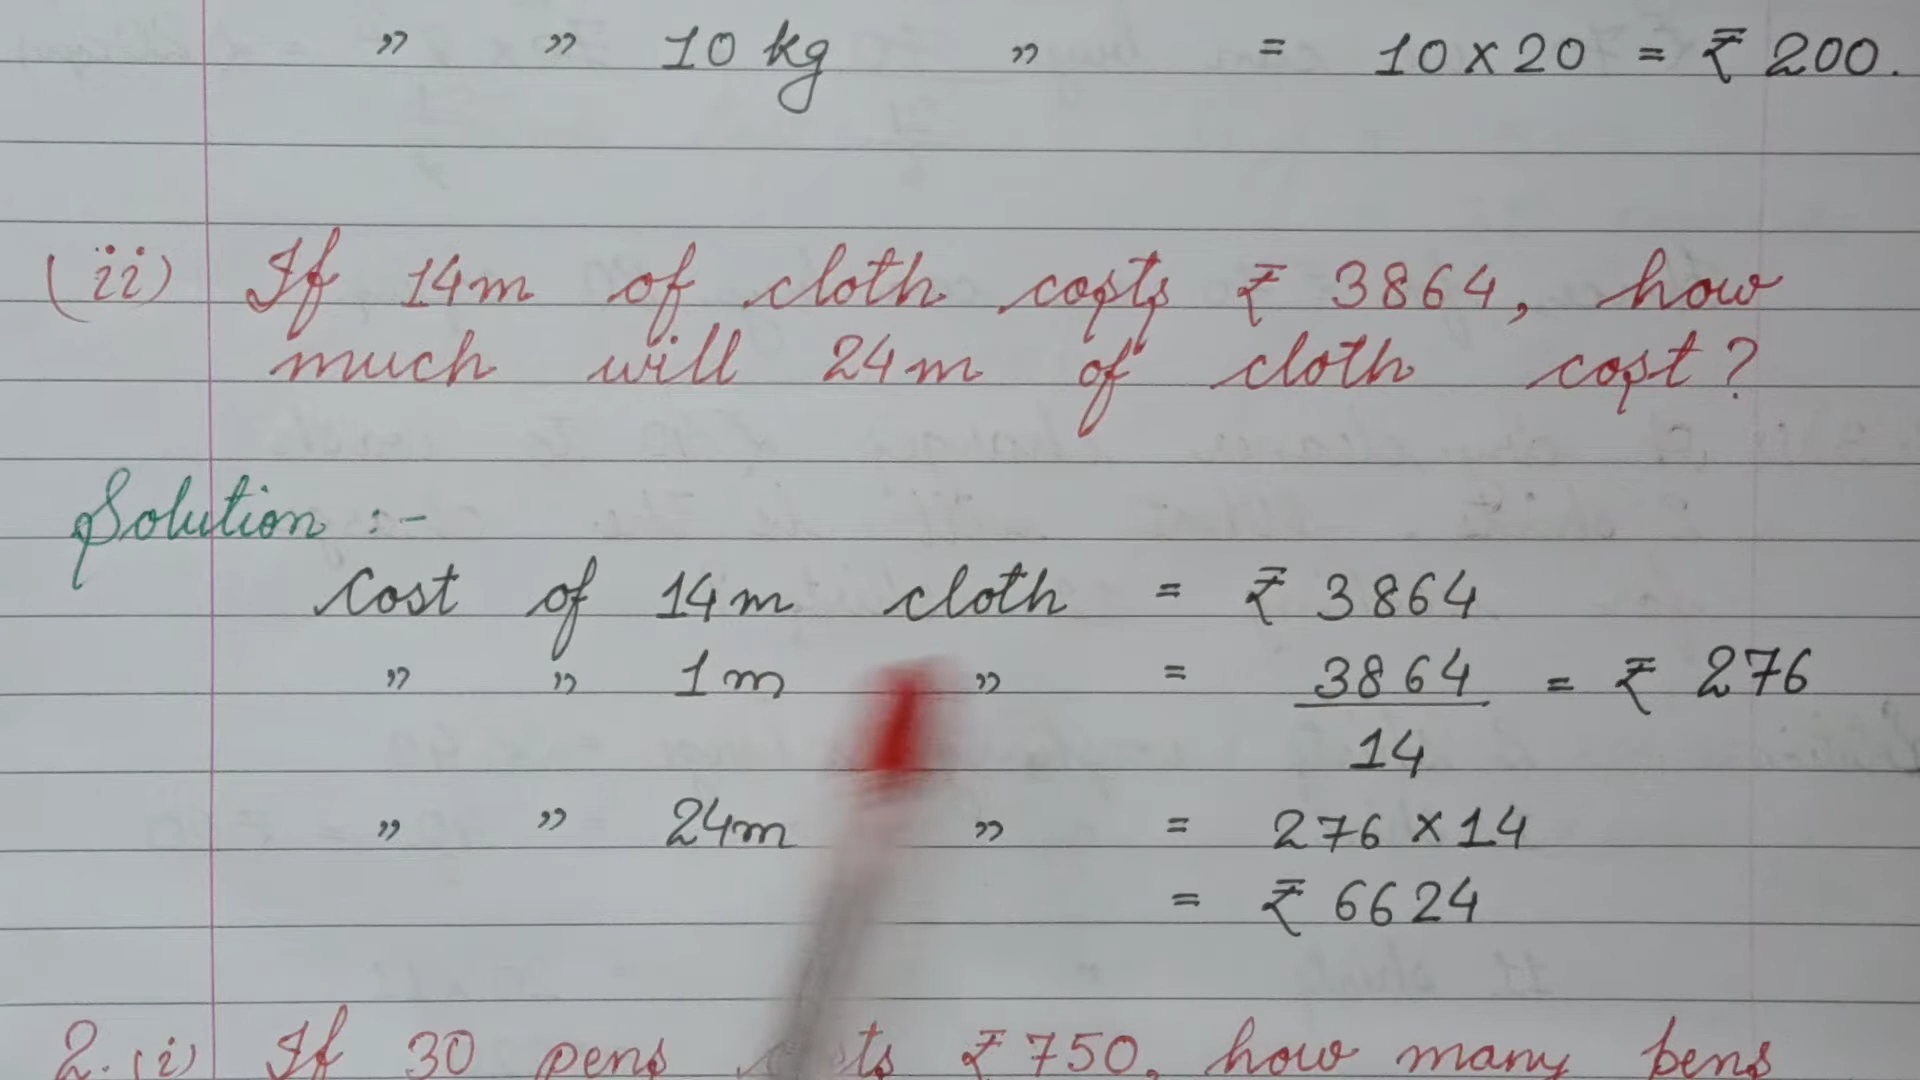 ” ” 10 kg ” = 10 x 20 = ₹ 200.
(ii) If 14m of cloth costs ₹ 3864, how
much will 24m of cloth cost?
Solution :-
Cost of 14m cloth = ₹ 3864
” ” 1m ” = 3864/14 = ₹ 276
” ” 24m ” = 276 x 14
= ₹ 6624
2. (i) If 30 pens ₹ 750, how many pens